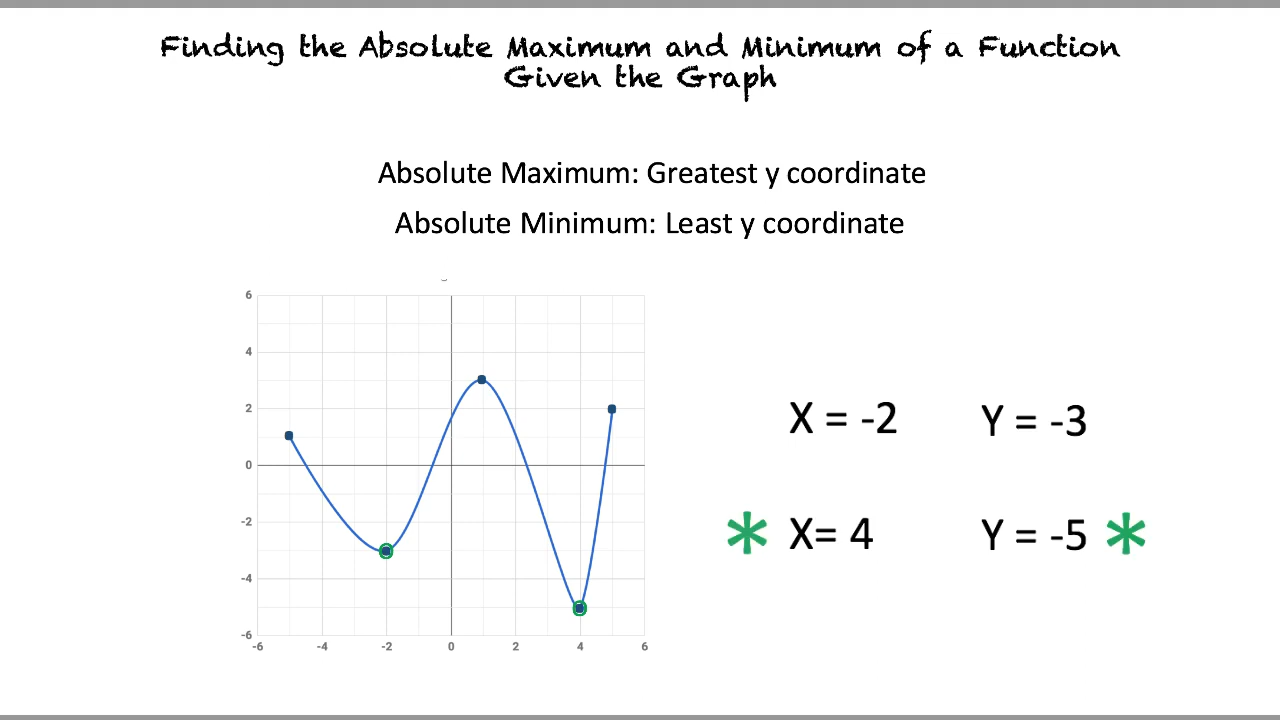 Finding the Absolute Maximum and Minimum of a Function
Given the Graph
Absolute Maximum: Greatest y coordinate
Absolute Minimum: Least y coordinate
6
4
2
0
-2
-4
-6
-6 -4 -2 0 2 4 6
X = -2 Y = -3
* X= 4 Y = -5 *